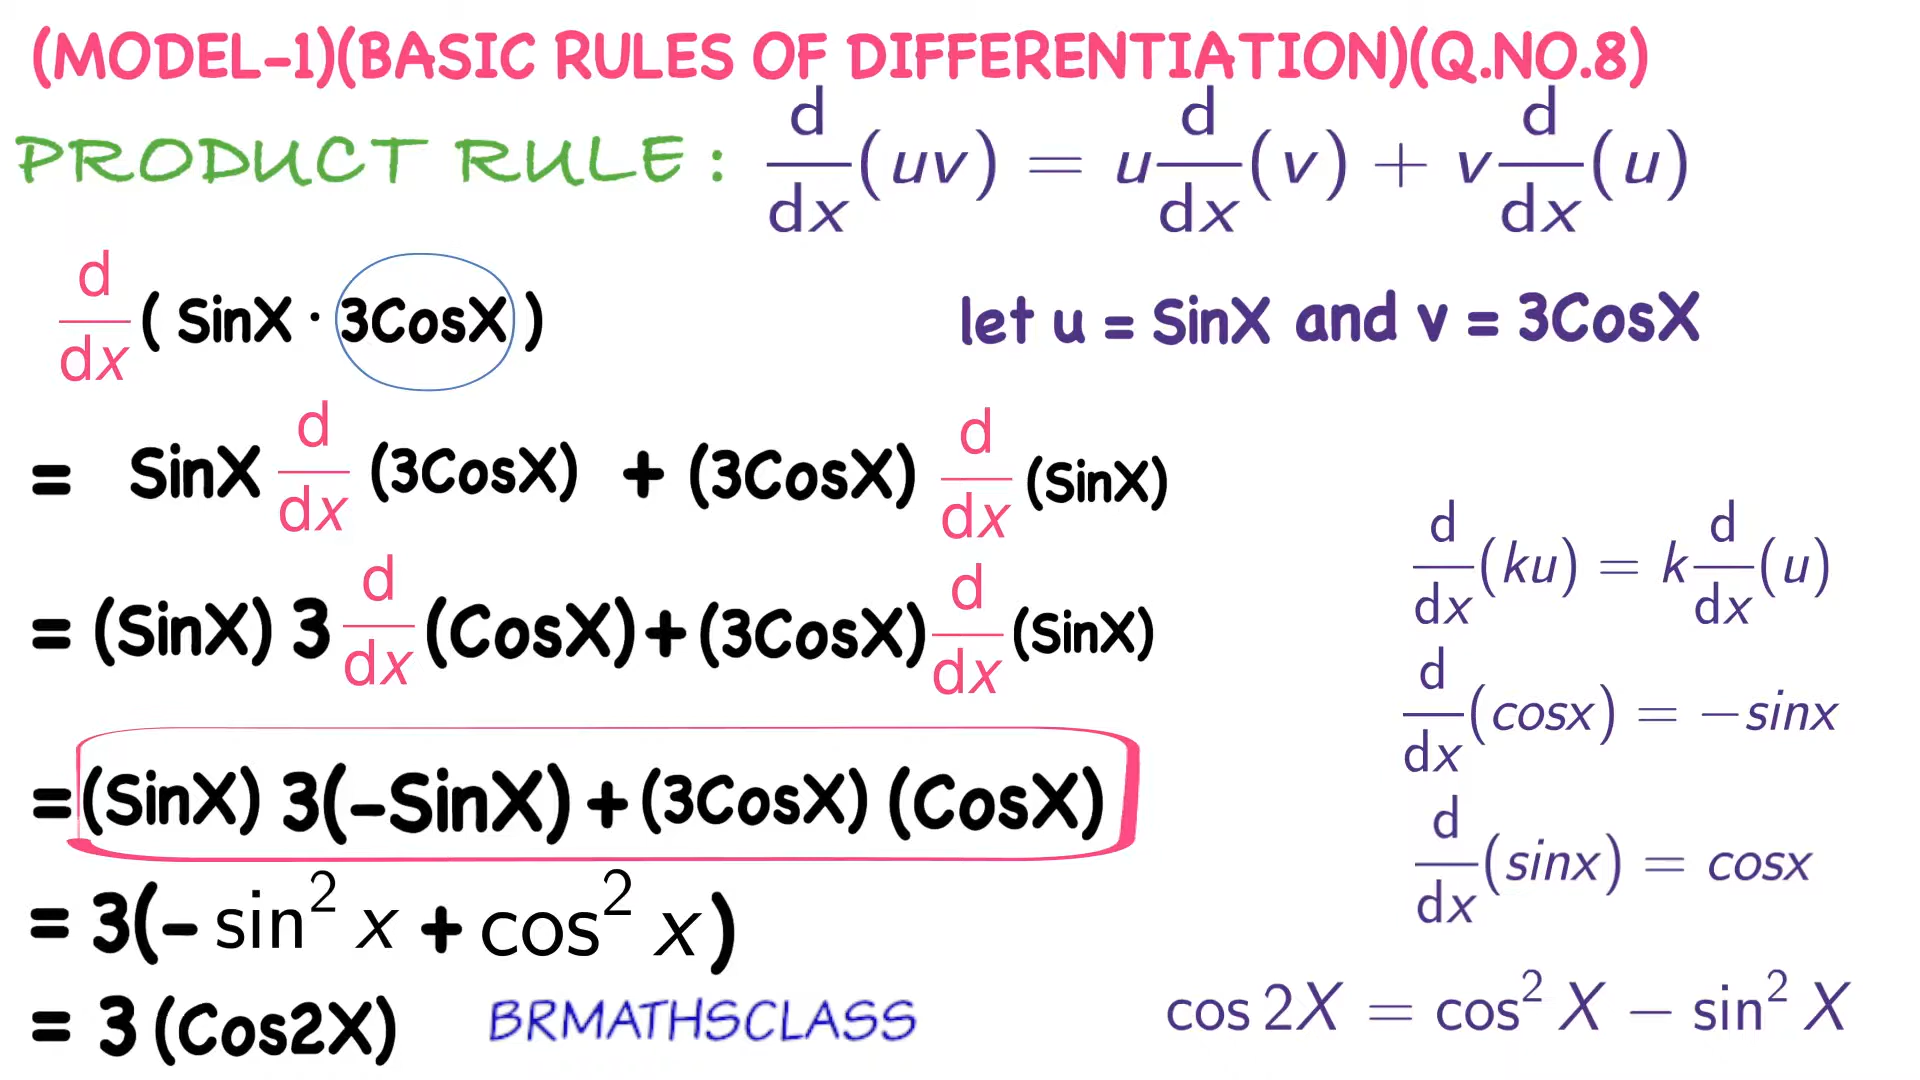 (MODEL-1)(BASIC RULES OF DIFFERENTIATION)(Q.NO.8)
PRODUCT RULE : d/dx (uv) = u d/dx (v) + v d/dx (u)
d/dx ( SinX · 3CosX )
let u = SinX and v = 3CosX
= SinX d/dx (3CosX) + (3CosX) d/dx (SinX)
d/dx (ku) = k d/dx (u)
= (SinX) 3 d/dx (CosX) + (3CosX) d/dx (SinX)
d/dx (cosx) = −sinx
= (SinX) 3(-SinX) + (3CosX) (CosX)
d/dx (sinx) = cosx
= 3(- sin² x + cos² x)
= 3 (Cos2X)
BRMATHSCLASS
cos 2X = cos² X − sin² X